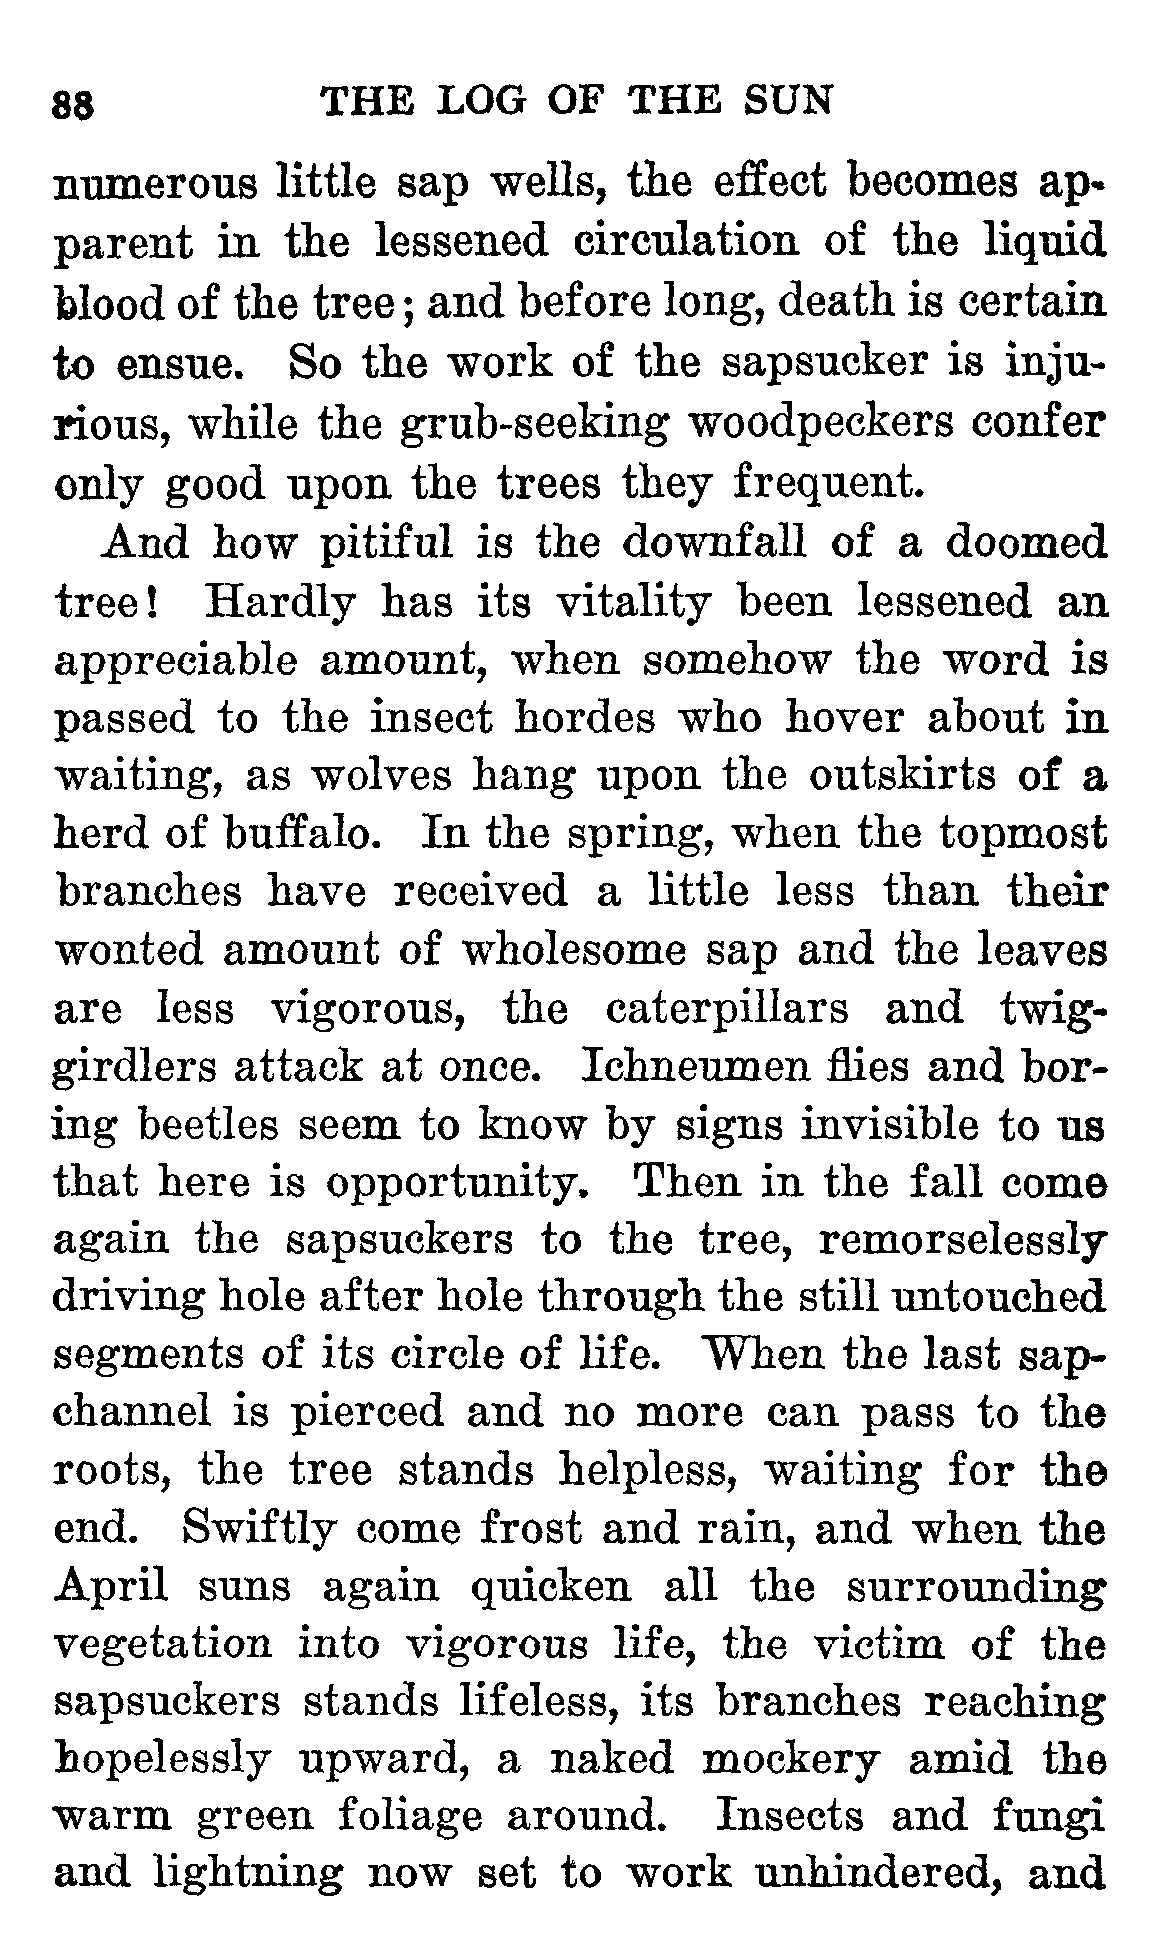 88 THE LOG OF THE SUN
numerous little sap wells, the effect becomes ap-
parent in the lessened circulation of the liquid
blood of the tree; and before long, death is certain
to ensue. So the work of the sapsucker is inju-
rious, while the grub-seeking woodpeckers confer
only good upon the trees they frequent.
And how pitiful is the downfall of a doomed
tree! Hardly has its vitality been lessened an
appreciable amount, when somehow the word is
passed to the insect hordes who hover about in
waiting, as wolves hang upon the outskirts of a
herd of buffalo. In the spring, when the topmost
branches have received a little less than their
wonted amount of wholesome sap and the leaves
are less vigorous, the caterpillars and twig-
girdlers attack at once. Ichneumen flies and bor-
ing beetles seem to know by signs invisible to us
that here is opportunity. Then in the fall come
again the sapsuckers to the tree, remorselessly
driving hole after hole through the still untouched
segments of its circle of life. When the last sap-
channel is pierced and no more can pass to the
roots, the tree stands helpless, waiting for the
end. Swiftly come frost and rain, and when the
April suns again quicken all the surrounding
vegetation into vigorous life, the victim of the
sapsuckers stands lifeless, its branches reaching
hopelessly upward, a naked mockery amid the
warm green foliage around. Insects and fungi
and lightning now set to work unhindered, and